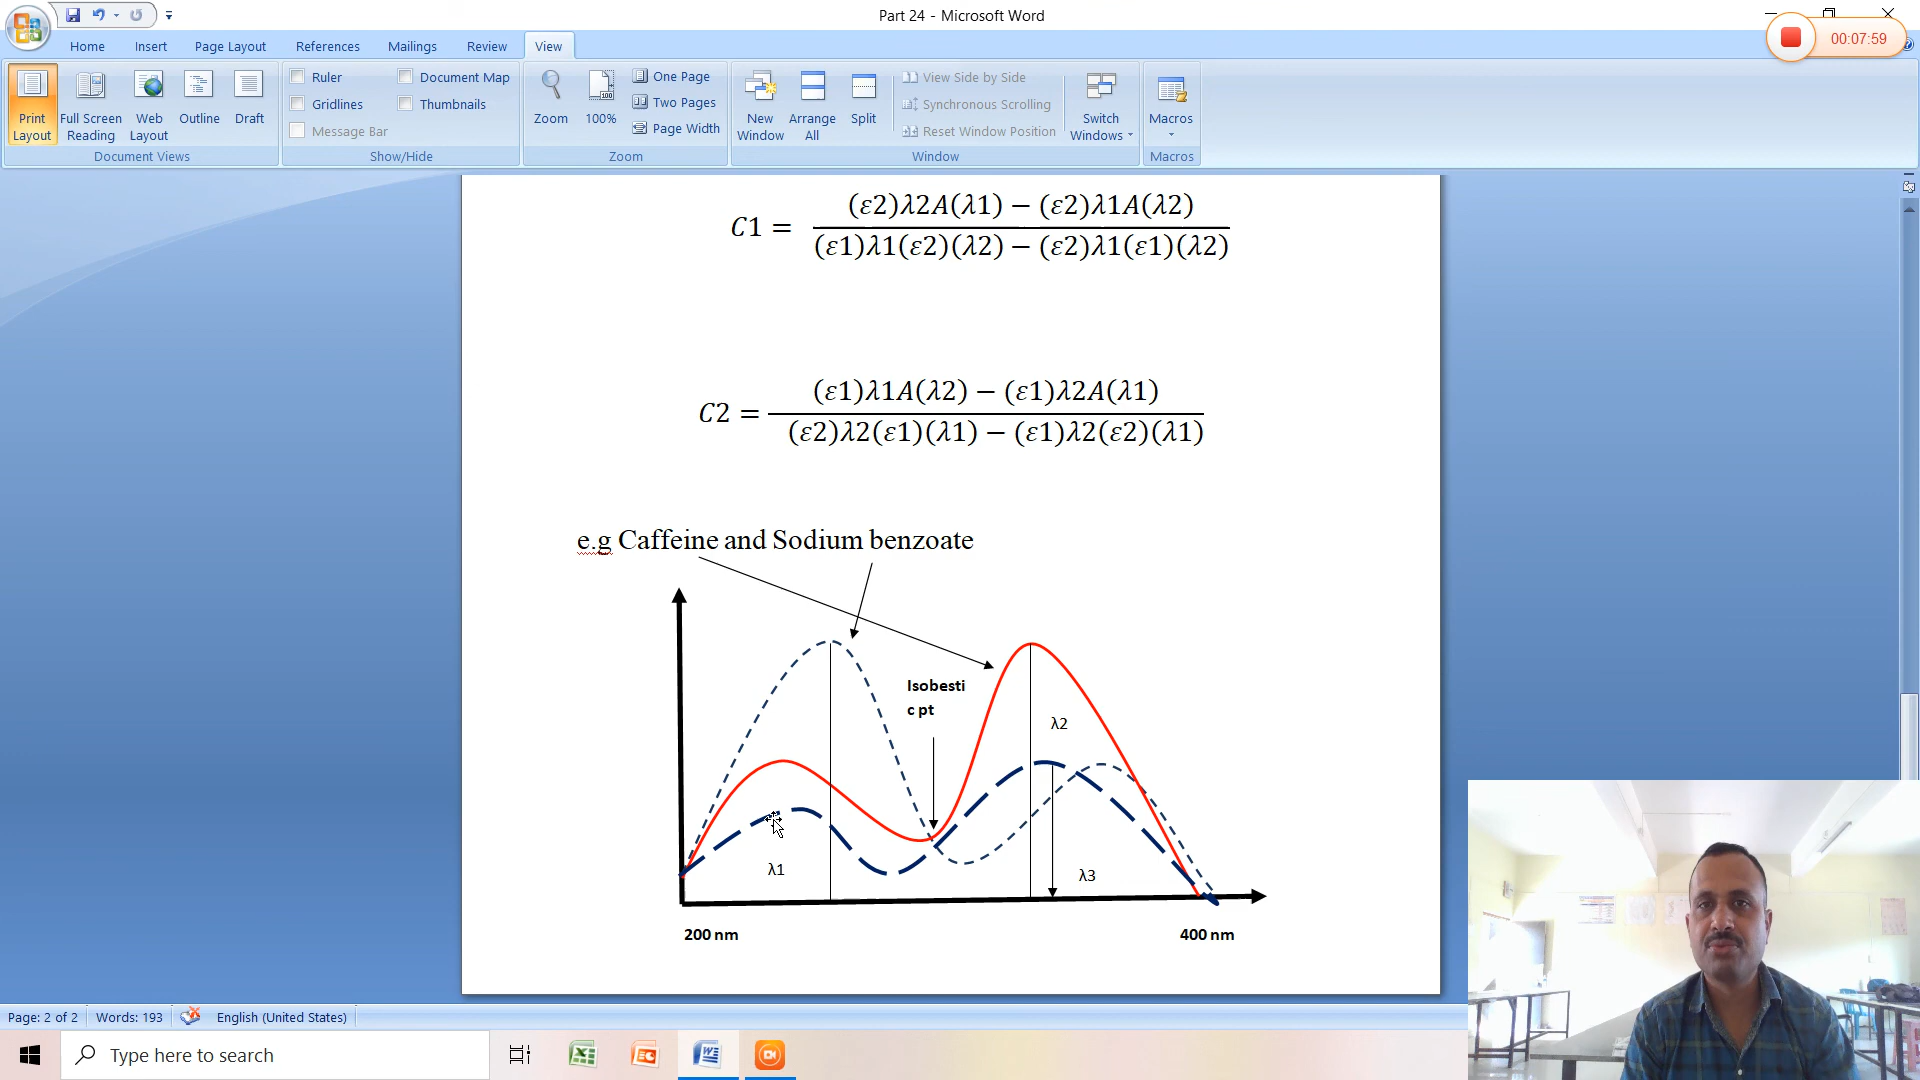 Part 24 - Microsoft Word
00:07:59
Home Insert Page Layout References Mailings Review View
Ruler
Gridlines
Message Bar
Document Map
Thumbnails
One Page
Two Pages
Page Width
View Side by Side
Synchronous Scrolling
Reset Window Position
Print Layout
Full Screen Reading
Web Layout
Outline
Draft
Zoom
100
100%
New Window
Arrange All
Split
Switch Windows
Macros
Document Views
Show/Hide
Zoom
Window
Macros
C1 = (ε2)λ2A(λ1) − (ε2)λ1A(λ2)
(ε1)λ1(ε2)(λ2) − (ε2)λ1(ε1)(λ2)
C2 = (ε1)λ1A(λ2) − (ε1)λ2A(λ1)
(ε2)λ2(ε1)(λ1) − (ε1)λ2(ε2)(λ1)
e.g Caffeine and Sodium benzoate
Isobesti
c pt
λ2
λ1
λ3
200 nm
400 nm
Page: 2 of 2
Words: 193
English (United States)
Type here to search